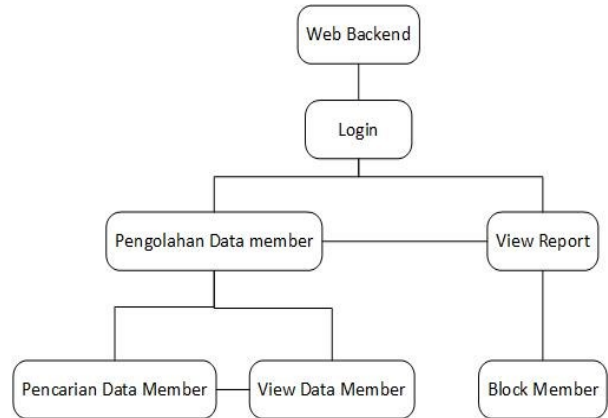 Web Backend
Login
Pengolahan Data member
View Report
Pencarian Data Member
View Data Member
Block Member